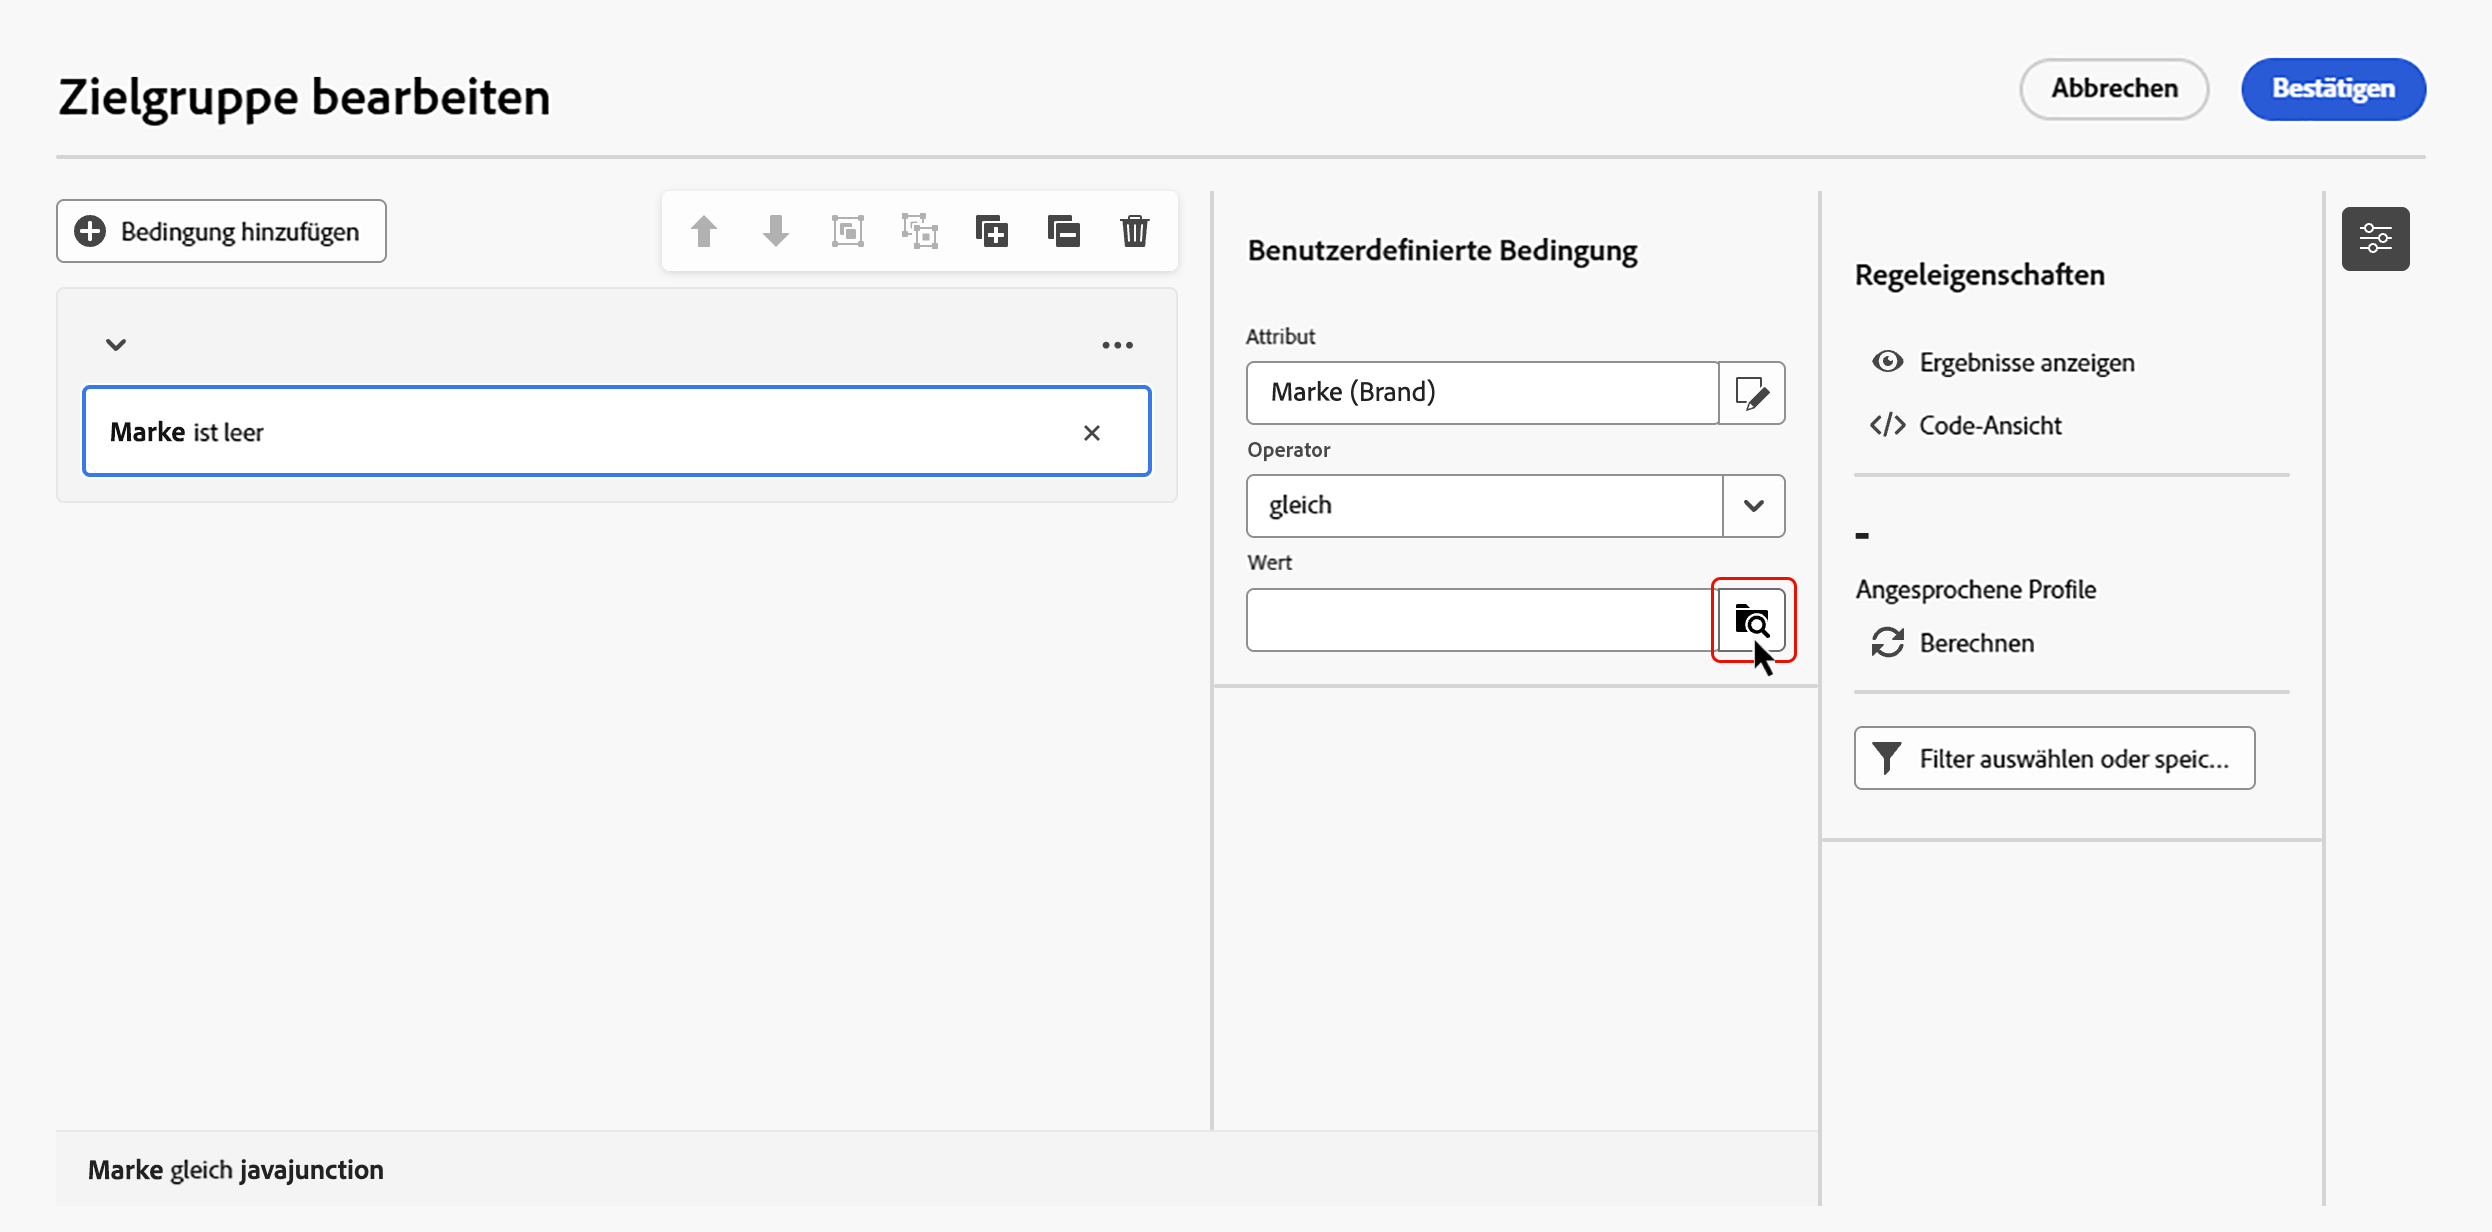 Zielgruppe bearbeiten
Abbrechen
Bestätigen
Bedingung hinzufügen
Marke ist leer
Benutzerdefinierte Bedingung
Attribut
Marke (Brand)
Operator
gleich
Wert
Regeleigenschaften
Ergebnisse anzeigen
Code-Ansicht
-
Angesprochene Profile
Berechnen
Filter auswählen oder speic...
Marke gleich javajunction